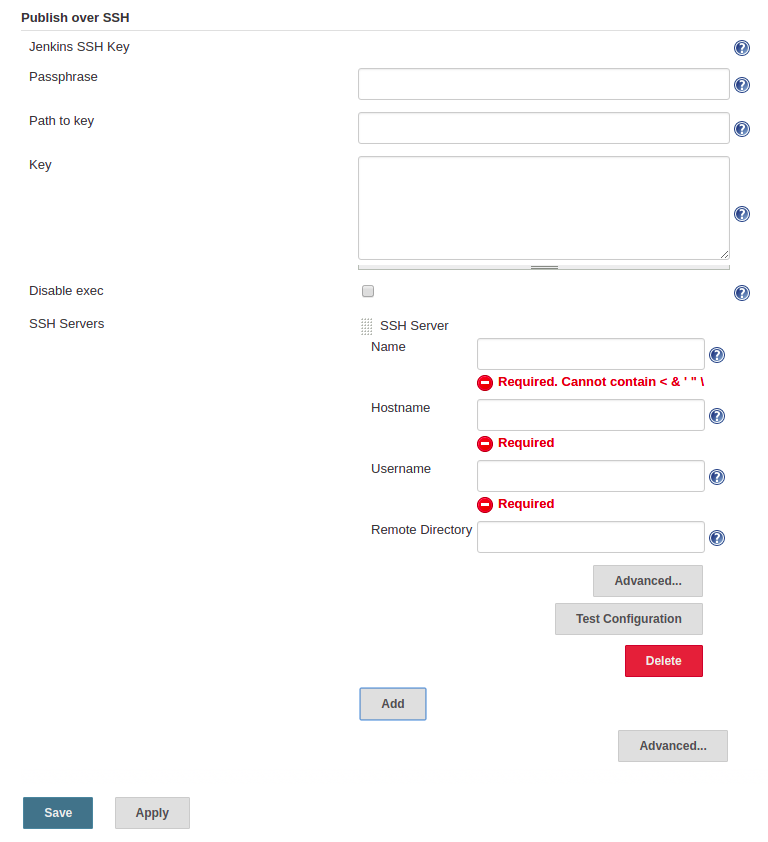 Publish over SSH
Jenkins SSH Key
Passphrase
Path to key
Key
Disable exec
SSH Servers
SSH Server
Name
Required. Cannot contain < & ' " \
Hostname
Required
Username
Required
Remote Directory
Advanced...
Test Configuration
Delete
Add
Advanced...
Save Apply